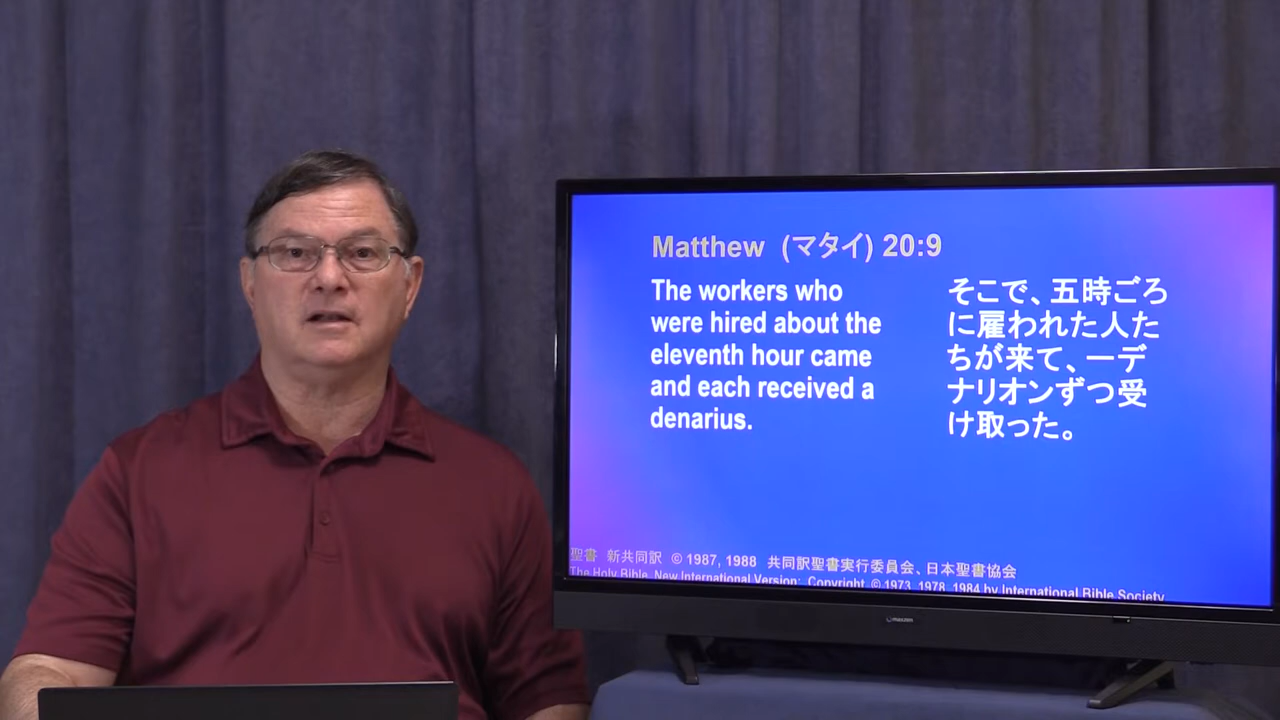 Matthew (マタイ) 20:9
The workers who
were hired about the
eleventh hour came
and each received a
denarius.
そこで、五時ごろ
に雇われた人た
ちが来て、一デ
ナリオンずつ受
け取った。
聖書 新共同訳 © 1987, 1988 共同訳聖書実行委員会、日本聖書協会
The Holy Bible, New International Version: Copyright © 1973, 1978, 1984 by International Bible Society